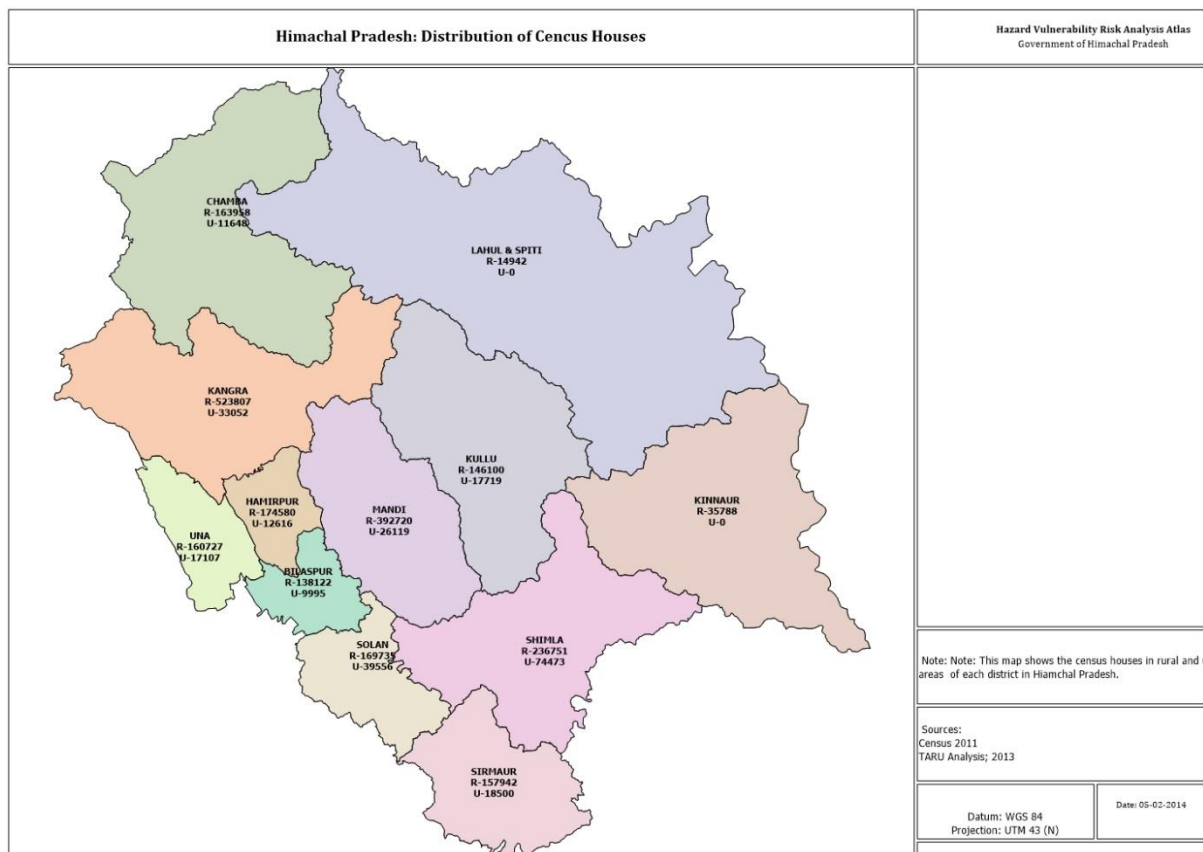 Himachal Pradesh: Distribution of Cencus Houses
Hazard Vulnerability Risk Analysis Atlas
Government of Himachal Pradesh
CHAMBA
R-163958
U-11648
LAHUL & SPITI
R-14942
U-0
KANGRA
R-523807
U-33052
KULLU
R-146100
U-17719
KINNAUR
R-35788
U-0
HAMIRPUR
R-174580
U-12616
MANDI
R-392720
U-26119
UNA
R-160727
U-17107
BILASPUR
R-138122
U-9995
SOLAN
R-169735
U-39556
SHIMLA
R-236751
U-74473
SIRMAUR
R-157942
U-18500
Note: Note: This map shows the census houses in rural and
areas of each district in Hiamchal Pradesh.
Sources:
Census 2011
TARU Analysis; 2013
Datum: WGS 84
Projection: UTM 43 (N)
Date: 05-02-2014